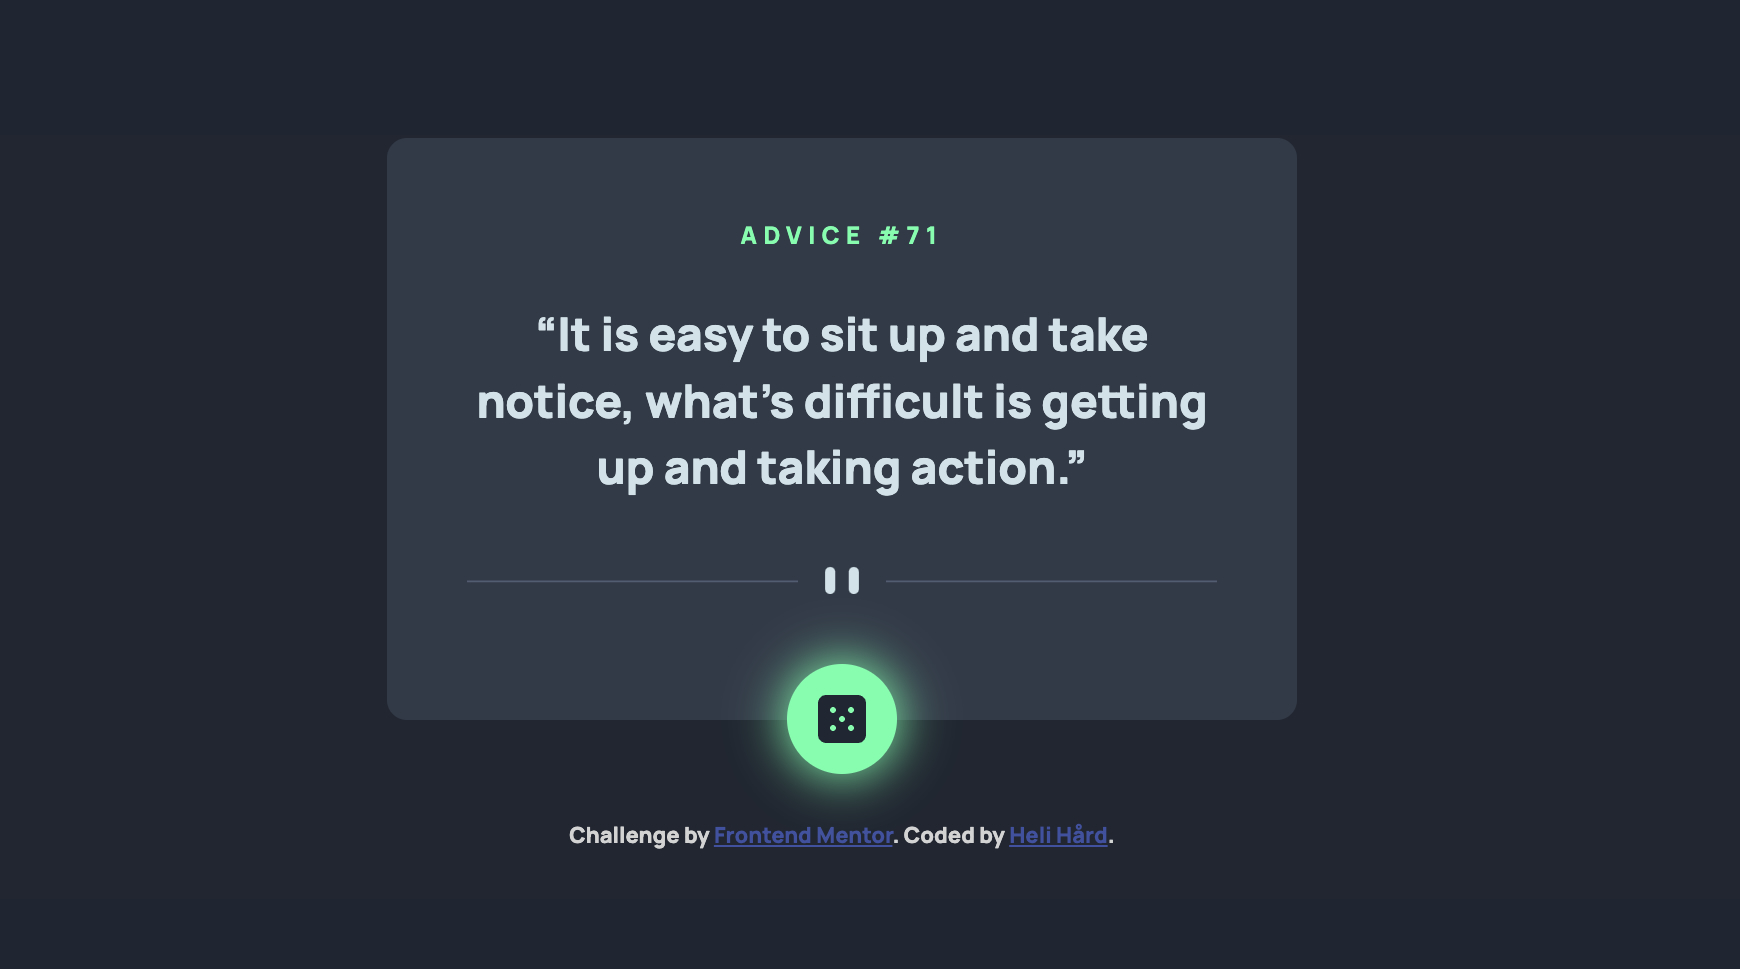 ADVICE #71
“It is easy to sit up and take
notice, what’s difficult is getting
up and taking action.”
Challenge by Frontend Mentor. Coded by Heli Hård.